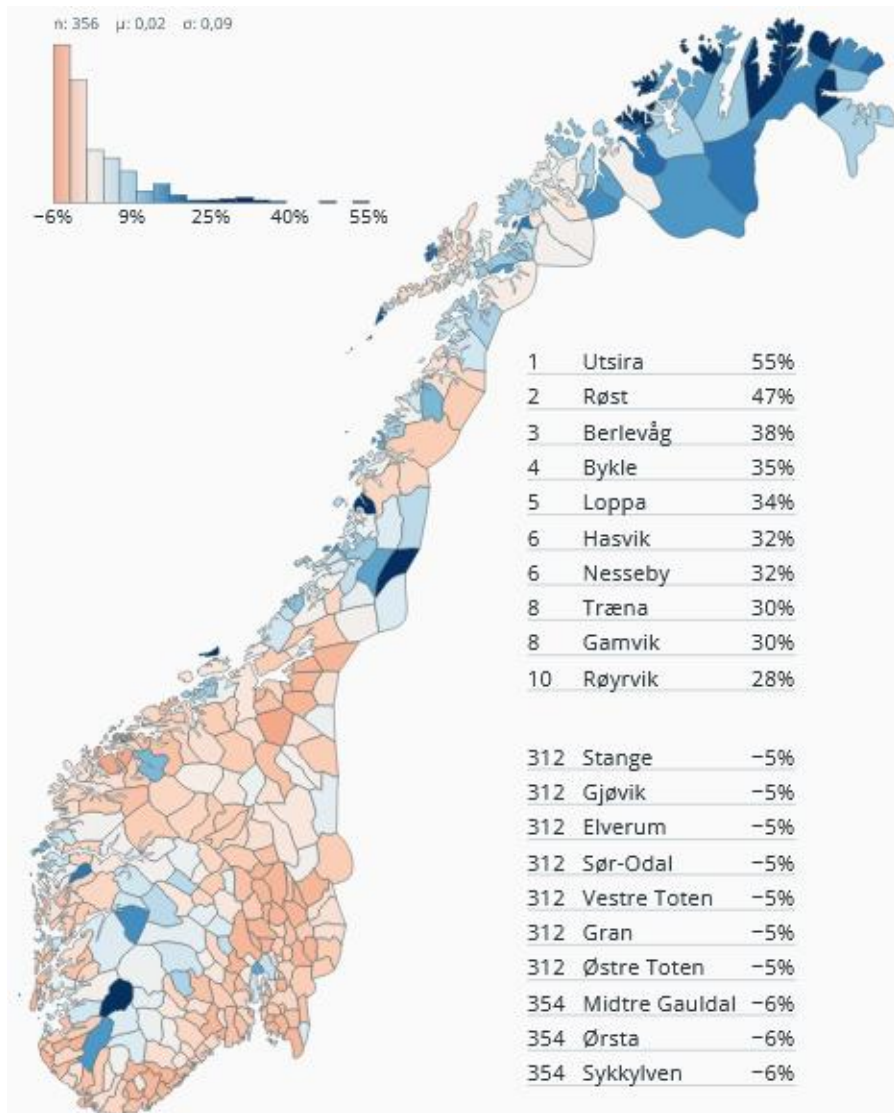 n: 356 μ: 0,02 σ: 0,09
−6% 9% 25% 40% 55%
1 Utsira 55%
2 Røst 47%
3 Berlevåg 38%
4 Bykle 35%
5 Loppa 34%
6 Hasvik 32%
6 Nesseby 32%
8 Træna 30%
8 Gamvik 30%
10 Røyrvik 28%
312 Stange −5%
312 Gjøvik −5%
312 Elverum −5%
312 Sør-Odal −5%
312 Vestre Toten −5%
312 Gran −5%
312 Østre Toten −5%
354 Midtre Gauldal −6%
354 Ørsta −6%
354 Sykkylven −6%